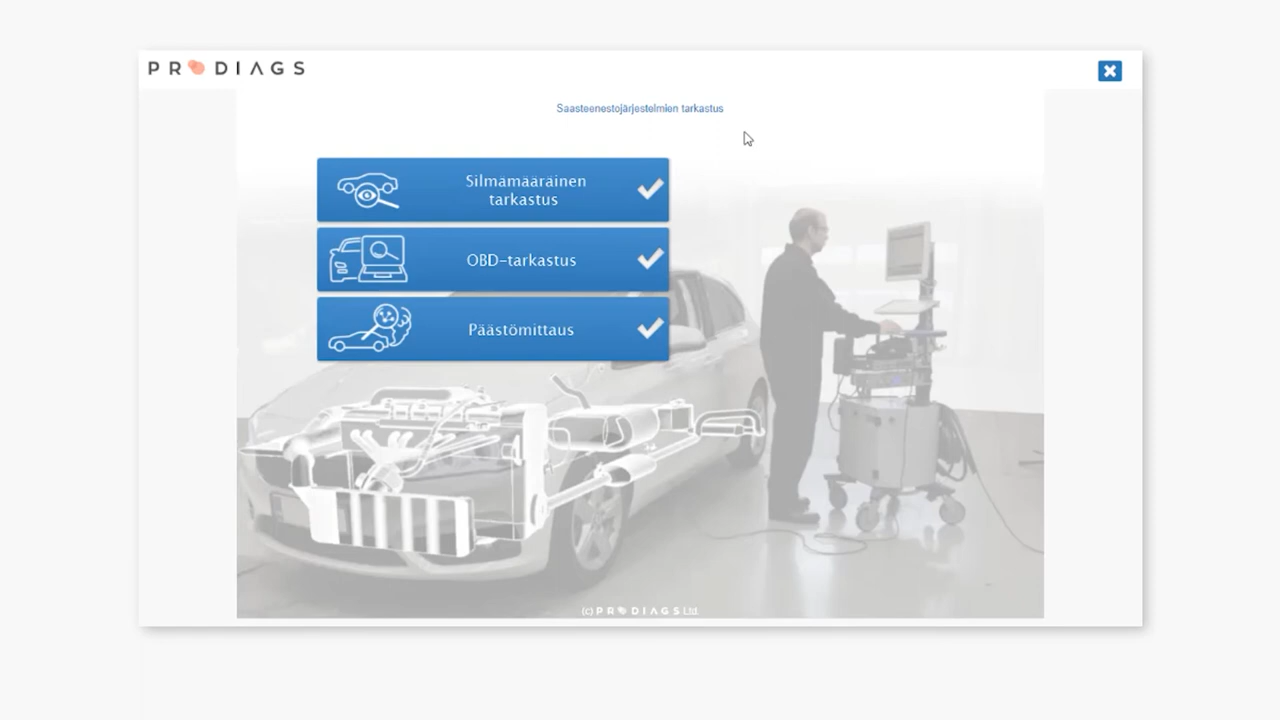 PRODIAGS
Saasteenestojärjestelmien tarkastus
Silmämääräinen
tarkastus
OBD-tarkastus
Päästömittaus
(c) PRODIAGS Ltd.